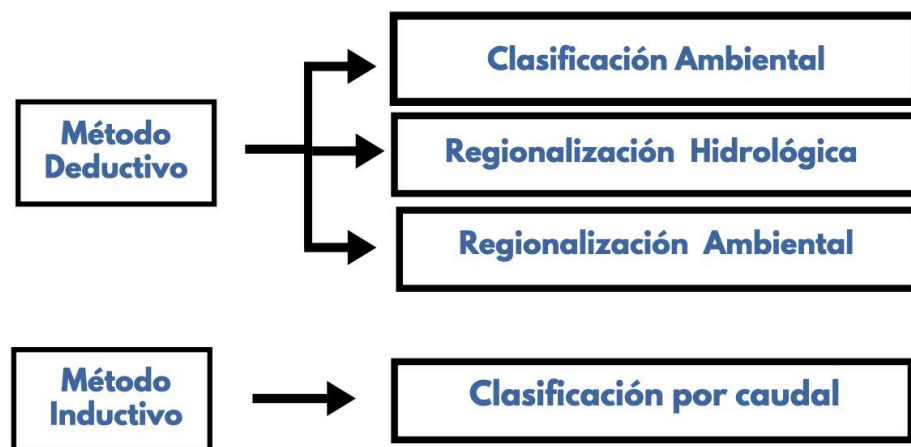 Método
Deductivo
Clasificación Ambiental
Regionalización Hidrológica
Regionalización Ambiental
Método
Inductivo
Clasificación por caudal